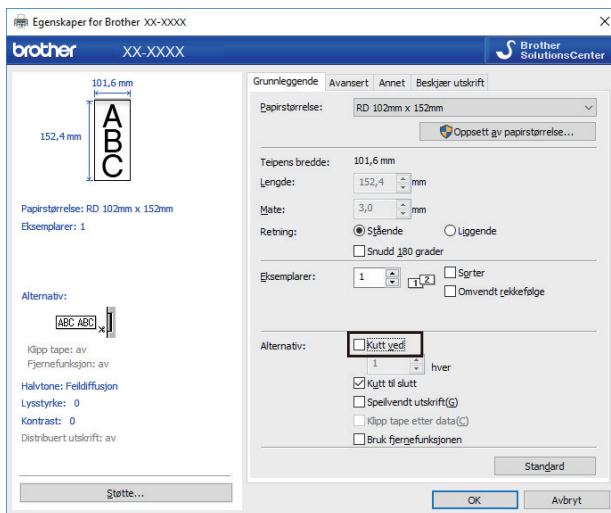 Egenskaper for Brother XX-XXXX
brother XX-XXXX
Brother
SolutionsCenter
101,6 mm
152,4 mm
A
B
C
Papirstørrelse: RD 102mm x 152mm
Eksemplarer: 1
Alternativ:
ABC ABC
Klipp tape: av
Fjernefunksjon: av
Halvtone: Feildiffusjon
Lysstyrke: 0
Kontrast: 0
Distribuert utskrift: av
Støtte...
Grunnleggende Avansert Annet Beskjær utskrift
Papirstørrelse: RD 102mm x 152mm
Oppsett av papirstørrelse...
Teipens bredde: 101,6 mm
Lengde: 152,4 mm
Mate: 3,0 mm
Retning: Stående Liggende
Snudd 180 grader
Eksemplarer: 1 1 2 Sorter
Omvendt rekkefølge
Alternativ: Kutt ved
1 hver
Kutt til slutt
Speilvendt utskrift(G)
Klipp tape etter data(C)
Bruk fjernefunksjonen
Standard
OK Avbryt